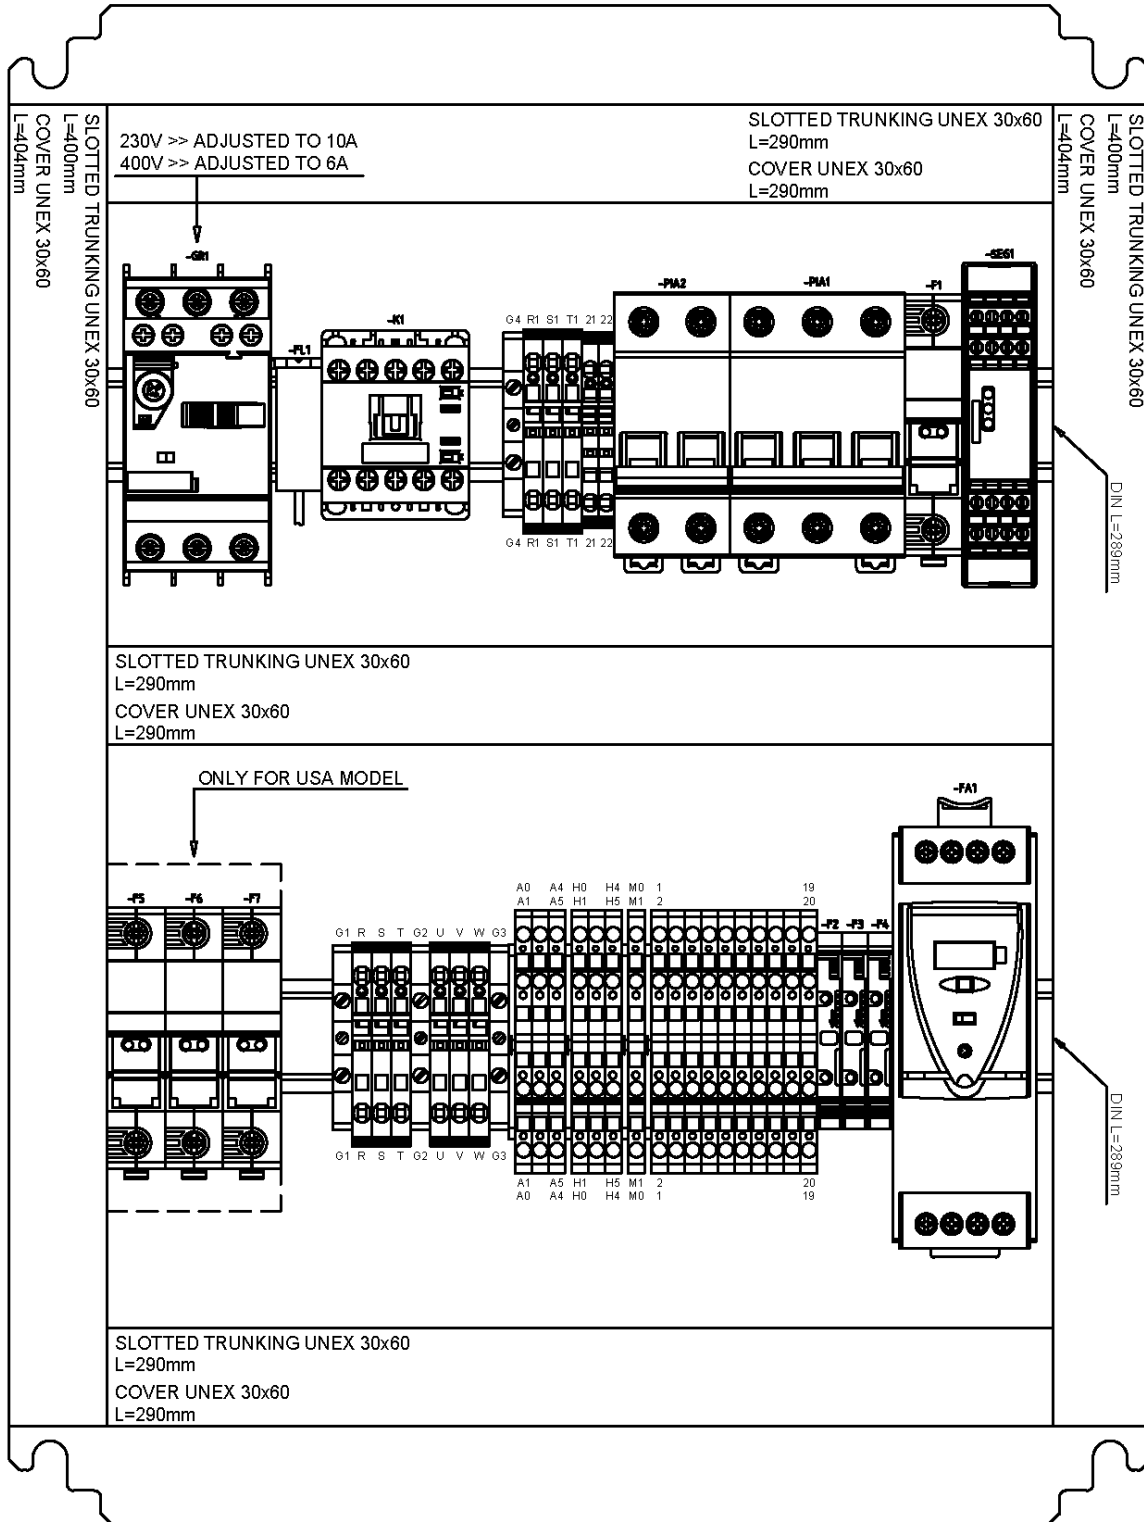 SLOTTED TRUNKING UNEX 30x60
L=400mm
COVER UNEX 30x60
L=404mm
230V >> ADJUSTED TO 10A
400V >> ADJUSTED TO 6A
SLOTTED TRUNKING UNEX 30x60
L=290mm
COVER UNEX 30x60
L=290mm
SLOTTED TRUNKING UNEX 30x60
L=400mm
COVER UNEX 30x60
L=404mm
-GR1
-FL1
-K1
G4 R1 S1 T1 21 22
G4 R1 S1 T1 21 22
-PIA2
-PIA1
-F1
-SEG1
DIN L=289mm
SLOTTED TRUNKING UNEX 30x60
L=290mm
COVER UNEX 30x60
L=290mm
ONLY FOR USA MODEL
-F5 -F6 -F7
G1 R S T G2 U V W G3
G1 R S T G2 U V W G3
A0 A4 H0 H4 M0 1 19
A1 A5 H1 H5 M1 2 20
A1 A5 H1 H5 M1 2 20
A0 A4 H0 H4 M0 1 19
-F2 -F3 -F4
-FA1
DIN L=289mm
SLOTTED TRUNKING UNEX 30x60
L=290mm
COVER UNEX 30x60
L=290mm